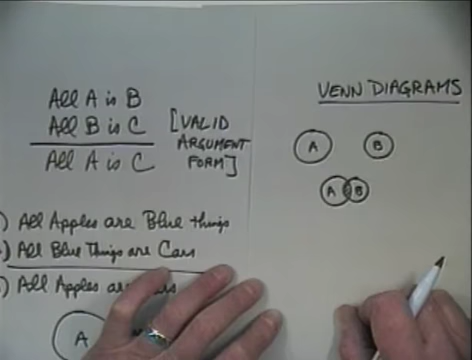 All A is B
All B is C
All A is C
[VALID
ARGUMENT
FORM]
) All Apples are Blue things
) All Blue Things are Cars
) All Apples are
A
VENN DIAGRAMS
A B
A B